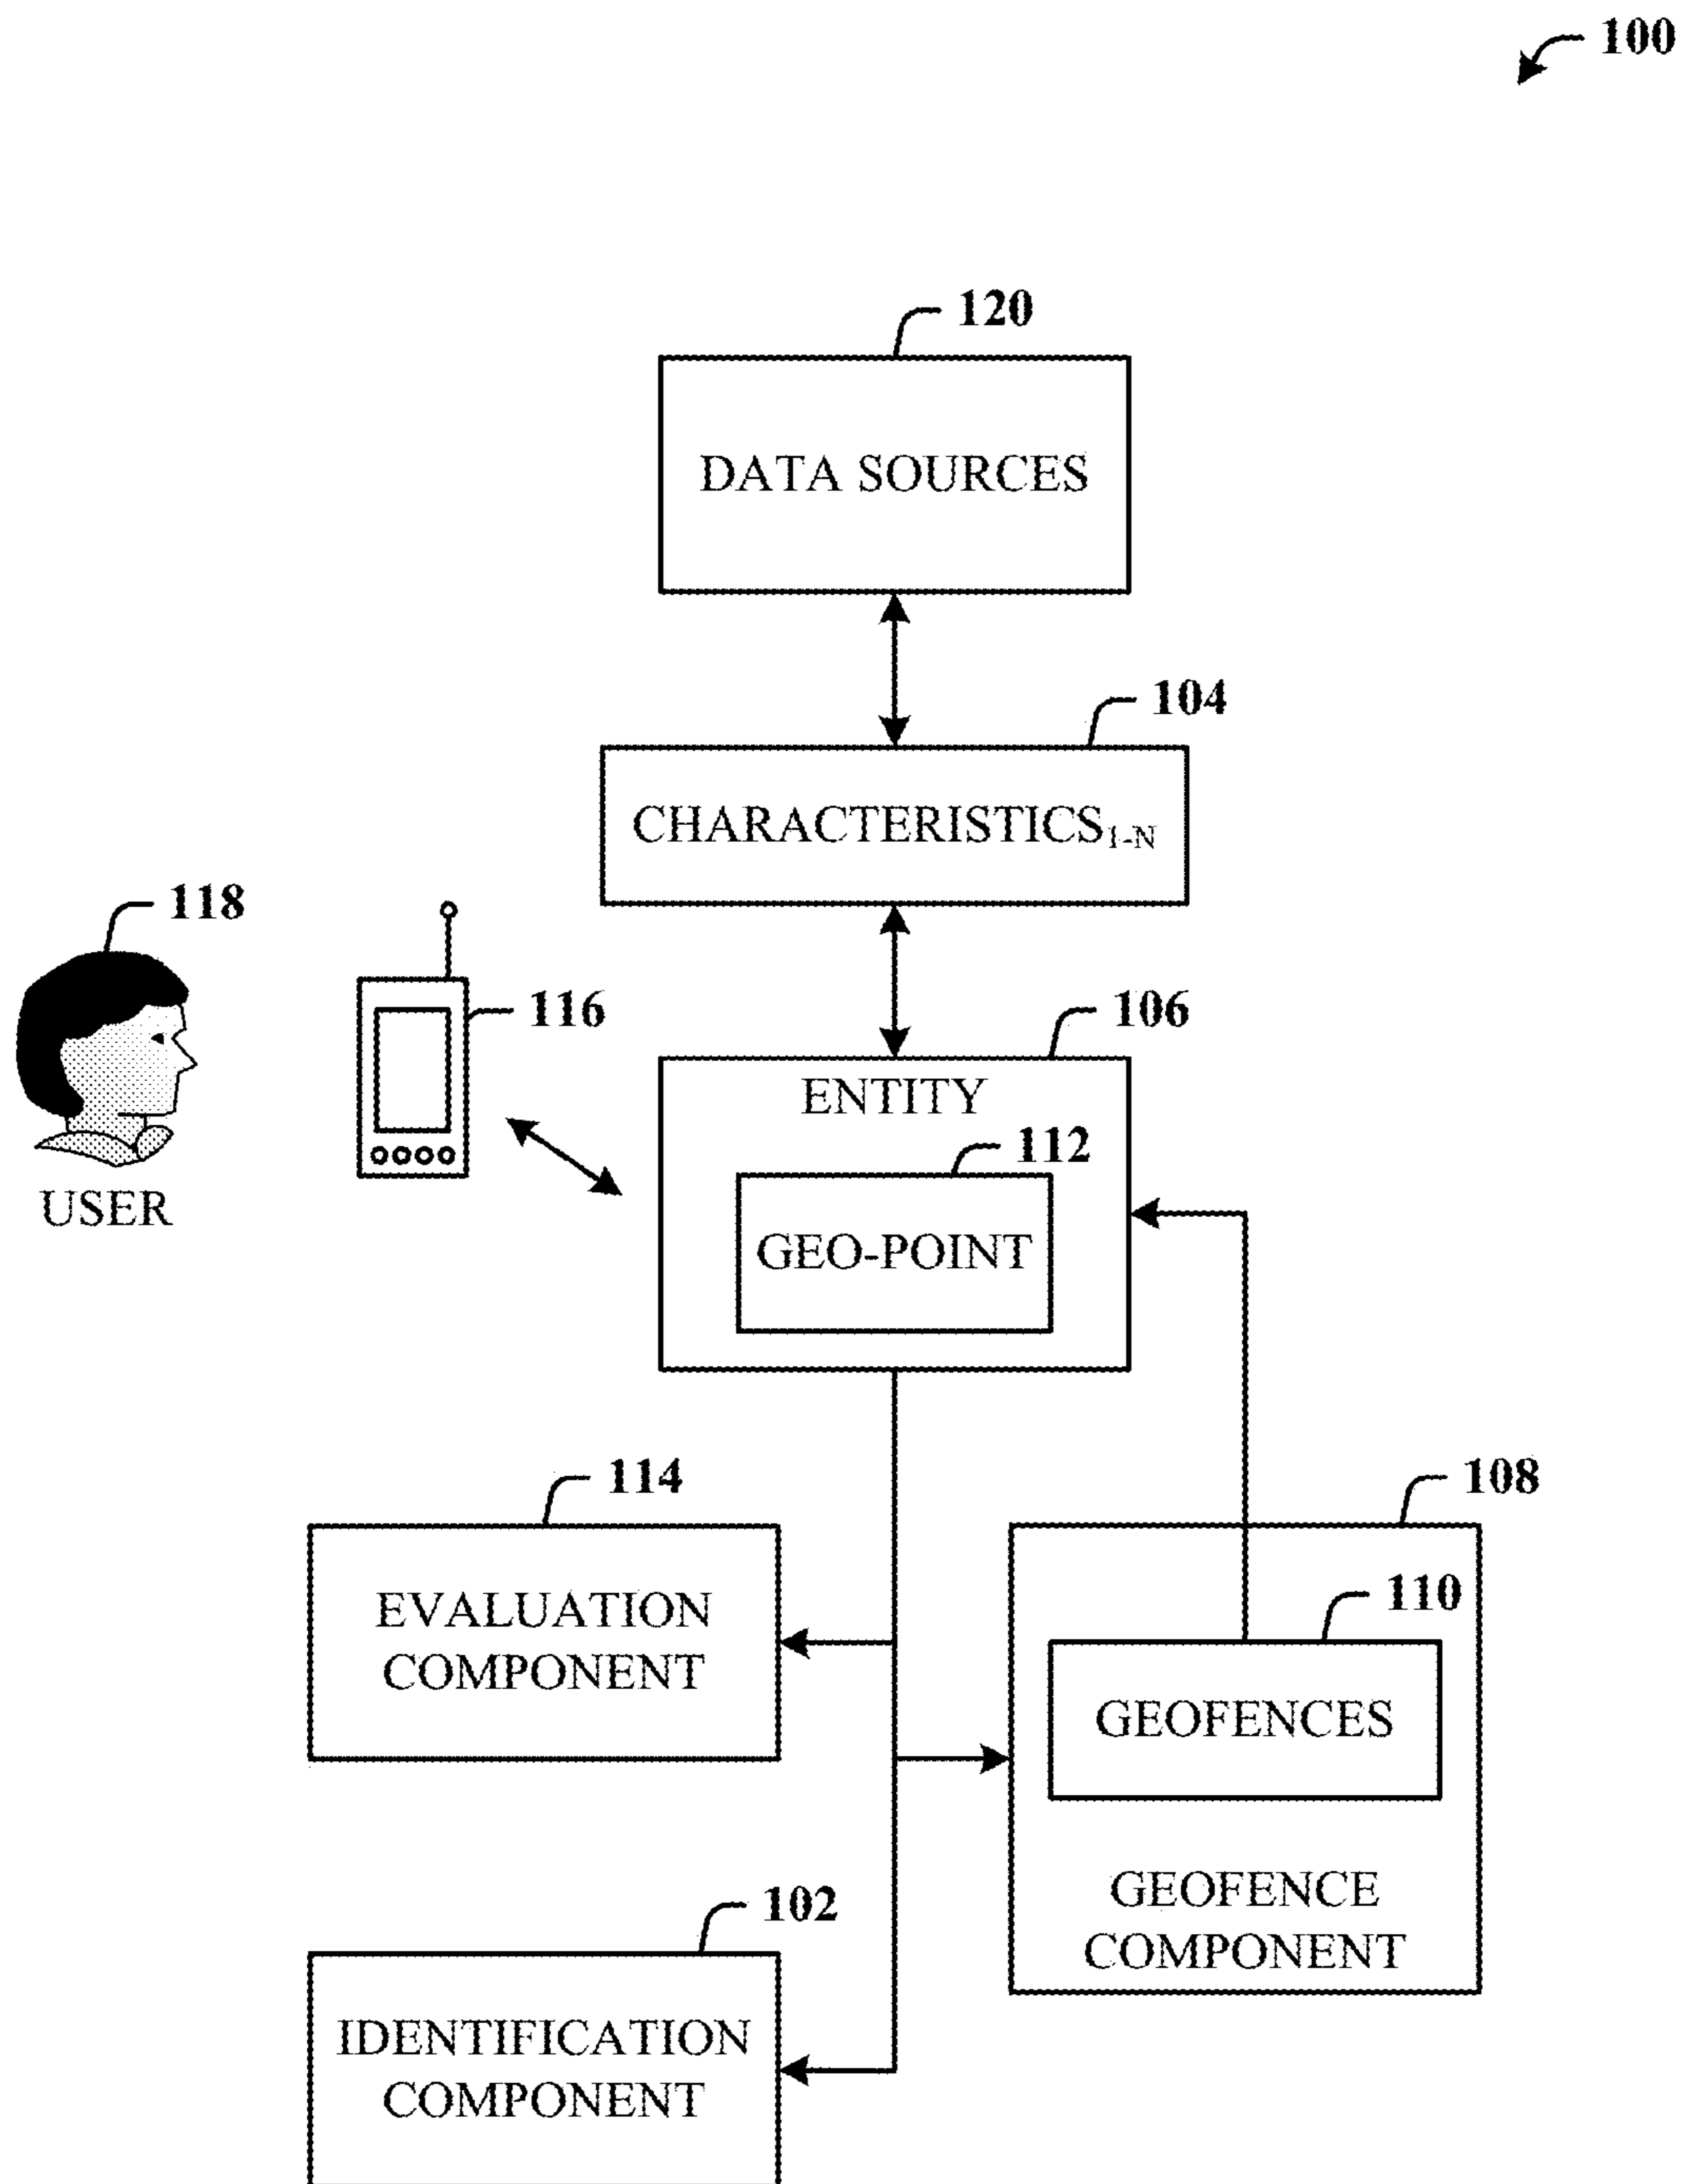 100
120
DATA SOURCES
104
CHARACTERISTICS1-N
118
116
106
ENTITY
112
USER
GEO-POINT
114
108
EVALUATION
COMPONENT
110
GEOFENCES
102
GEOFENCE
COMPONENT
IDENTIFICATION
COMPONENT